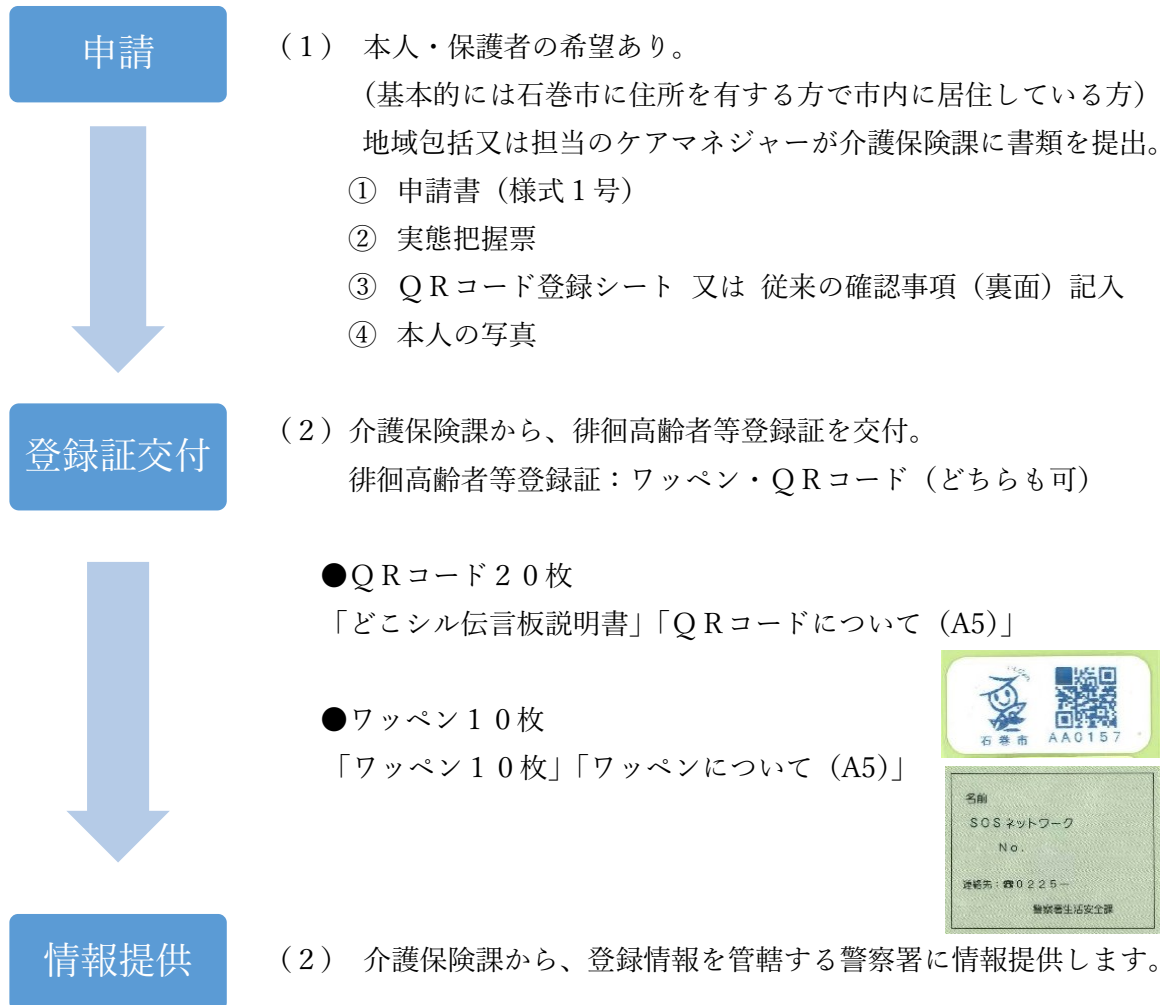 申請
（１） 本人・保護者の希望あり。
（基本的には石巻市に住所を有する方で市内に居住している方）
地域包括又は担当のケアマネジャーが介護保険課に書類を提出。
① 申請書（様式１号）
② 実態把握票
③ ＱＲコード登録シート 又は 従来の確認事項（裏面）記入
④ 本人の写真
登録証交付
（２）介護保険課から、徘徊高齢者等登録証を交付。
徘徊高齢者等登録証：ワッペン・ＱＲコード（どちらも可）
●ＱＲコード２０枚
「どこシル伝言板説明書」「ＱＲコードについて（A5）」
石巻市 AA0157
●ワッペン１０枚
「ワッペン１０枚」「ワッペンについて（A5）」
名前
ＳＯＳネットワーク
Ｎｏ．
連絡先：☎０２２５－
警察署生活安全課
情報提供
（２） 介護保険課から、登録情報を管轄する警察署に情報提供します。